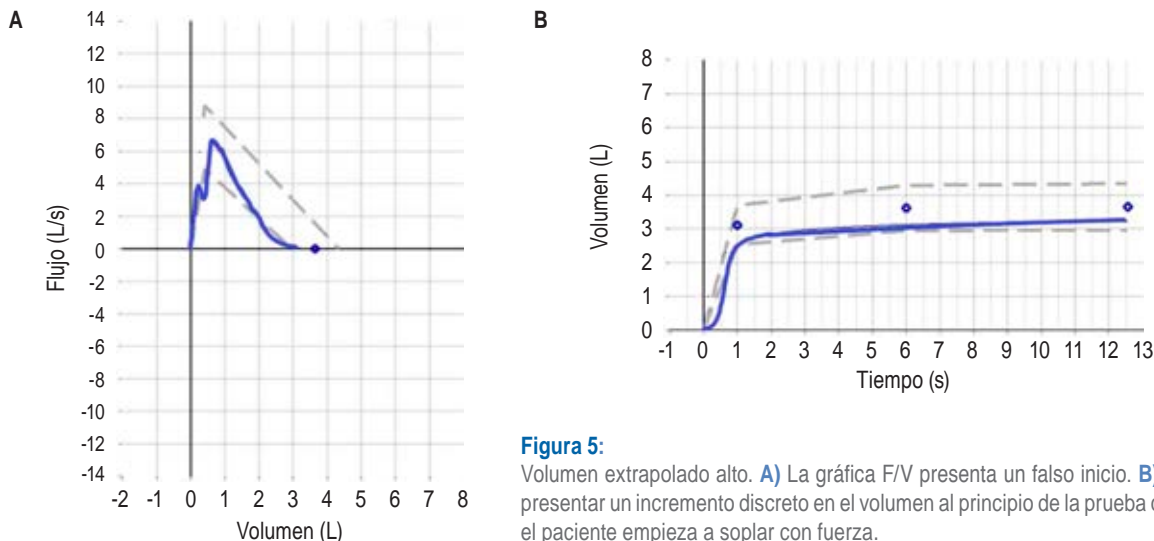 A
14
12
10
8
6
4
2
0
-2
-4
-6
-8
-10
-12
-14
Flujo (L/s)
-2 -1 0 1 2 3 4 5 6 7 8
Volumen (L)
B
8
7
6
5
4
3
2
1
0
Volumen (L)
-1 0 1 2 3 4 5 6 7 8 9 10 11 12 13
Tiempo (s)
Figura 5:
Volumen extrapolado alto. A) La gráfica F/V presenta un falso inicio. B)
presentar un incremento discreto en el volumen al principio de la prueba
el paciente empieza a soplar con fuerza.